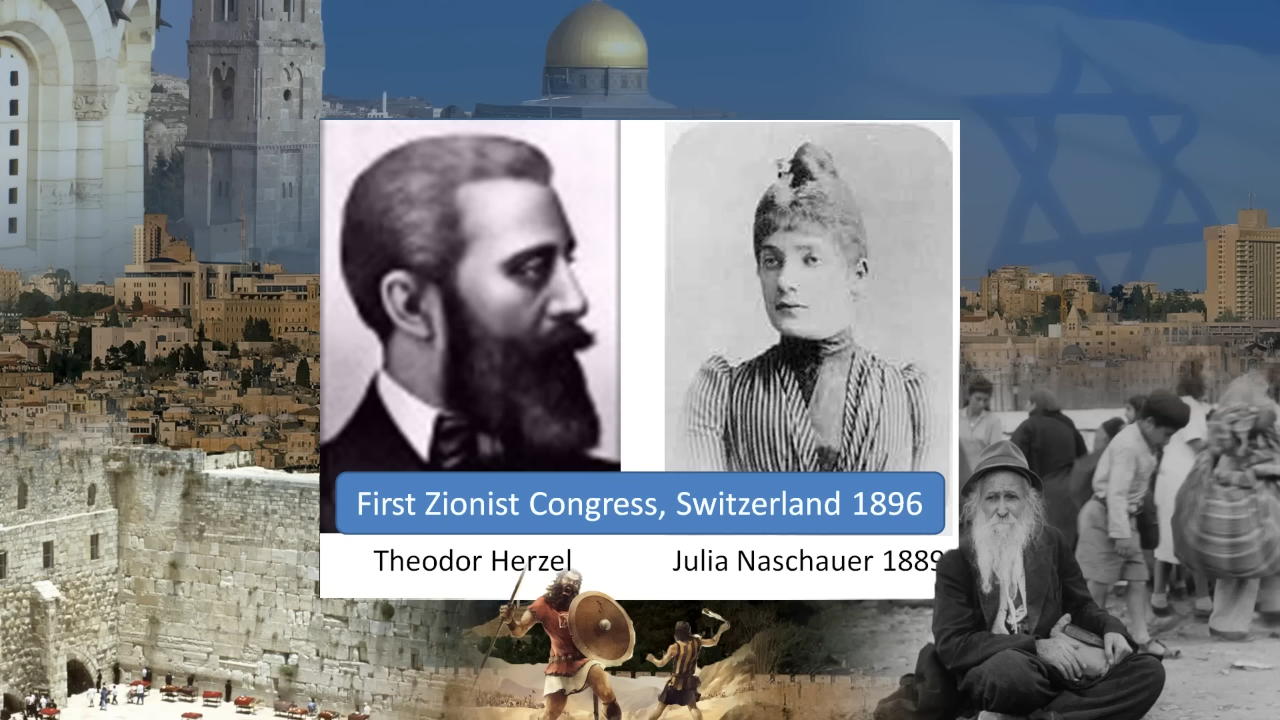 First Zionist Congress, Switzerland 1896
Theodor Herzel
Julia Naschauer 1889